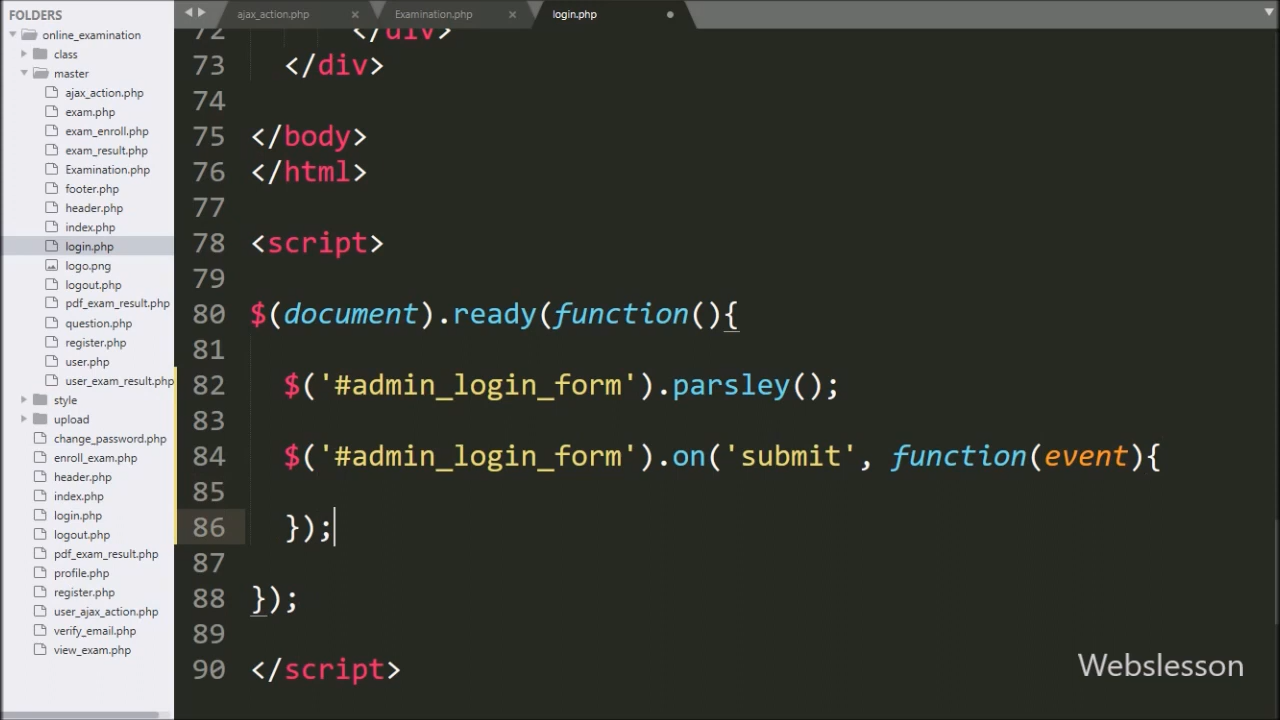 FOLDERS
online_examination
class
master
ajax_action.php
exam.php
exam_enroll.php
exam_result.php
Examination.php
footer.php
header.php
index.php
login.php
logo.png
logout.php
pdf_exam_result.php
question.php
register.php
user.php
user_exam_result.php
style
upload
change_password.php
enroll_exam.php
header.php
index.php
login.php
logout.php
pdf_exam_result.php
profile.php
register.php
user_ajax_action.php
verify_email.php
view_exam.php
ajax_action.php × Examination.php × login.php
72 </div>
73 </div>
74
75 </body>
76 </html>
77
78 <script>
79
80 $(document).ready(function(){
81
82 $('#admin_login_form').parsley();
83
84 $('#admin_login_form').on('submit', function(event){
85
86 });
87
88 });
89
90 </script>
Webslesson